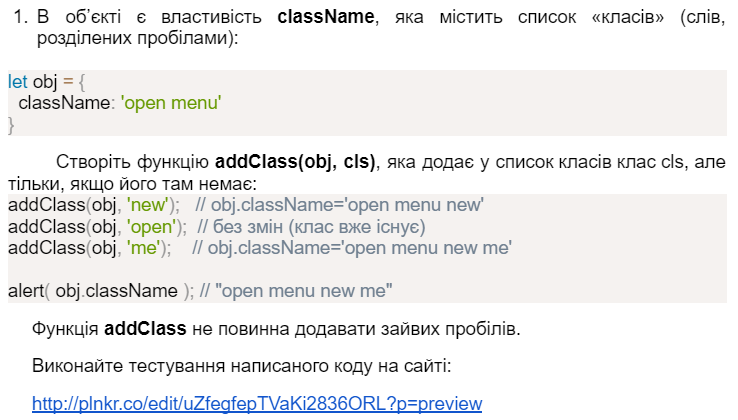 1. В об’єкті є властивість className, яка містить список «класів» (слів,
розділених пробілами):
let obj = {
className: 'open menu'
}
Створіть функцію addClass(obj, cls), яка додає у список класів клас cls, але
тільки, якщо його там немає:
addClass(obj, 'new'); // obj.className='open menu new'
addClass(obj, 'open'); // без змін (клас вже існує)
addClass(obj, 'me'); // obj.className='open menu new me'
alert( obj.className ); // "open menu new me"
Функція addClass не повинна додавати зайвих пробілів.
Виконайте тестування написаного коду на сайті:
http://plnkr.co/edit/uZfegfepTVaKi2836ORL?p=preview